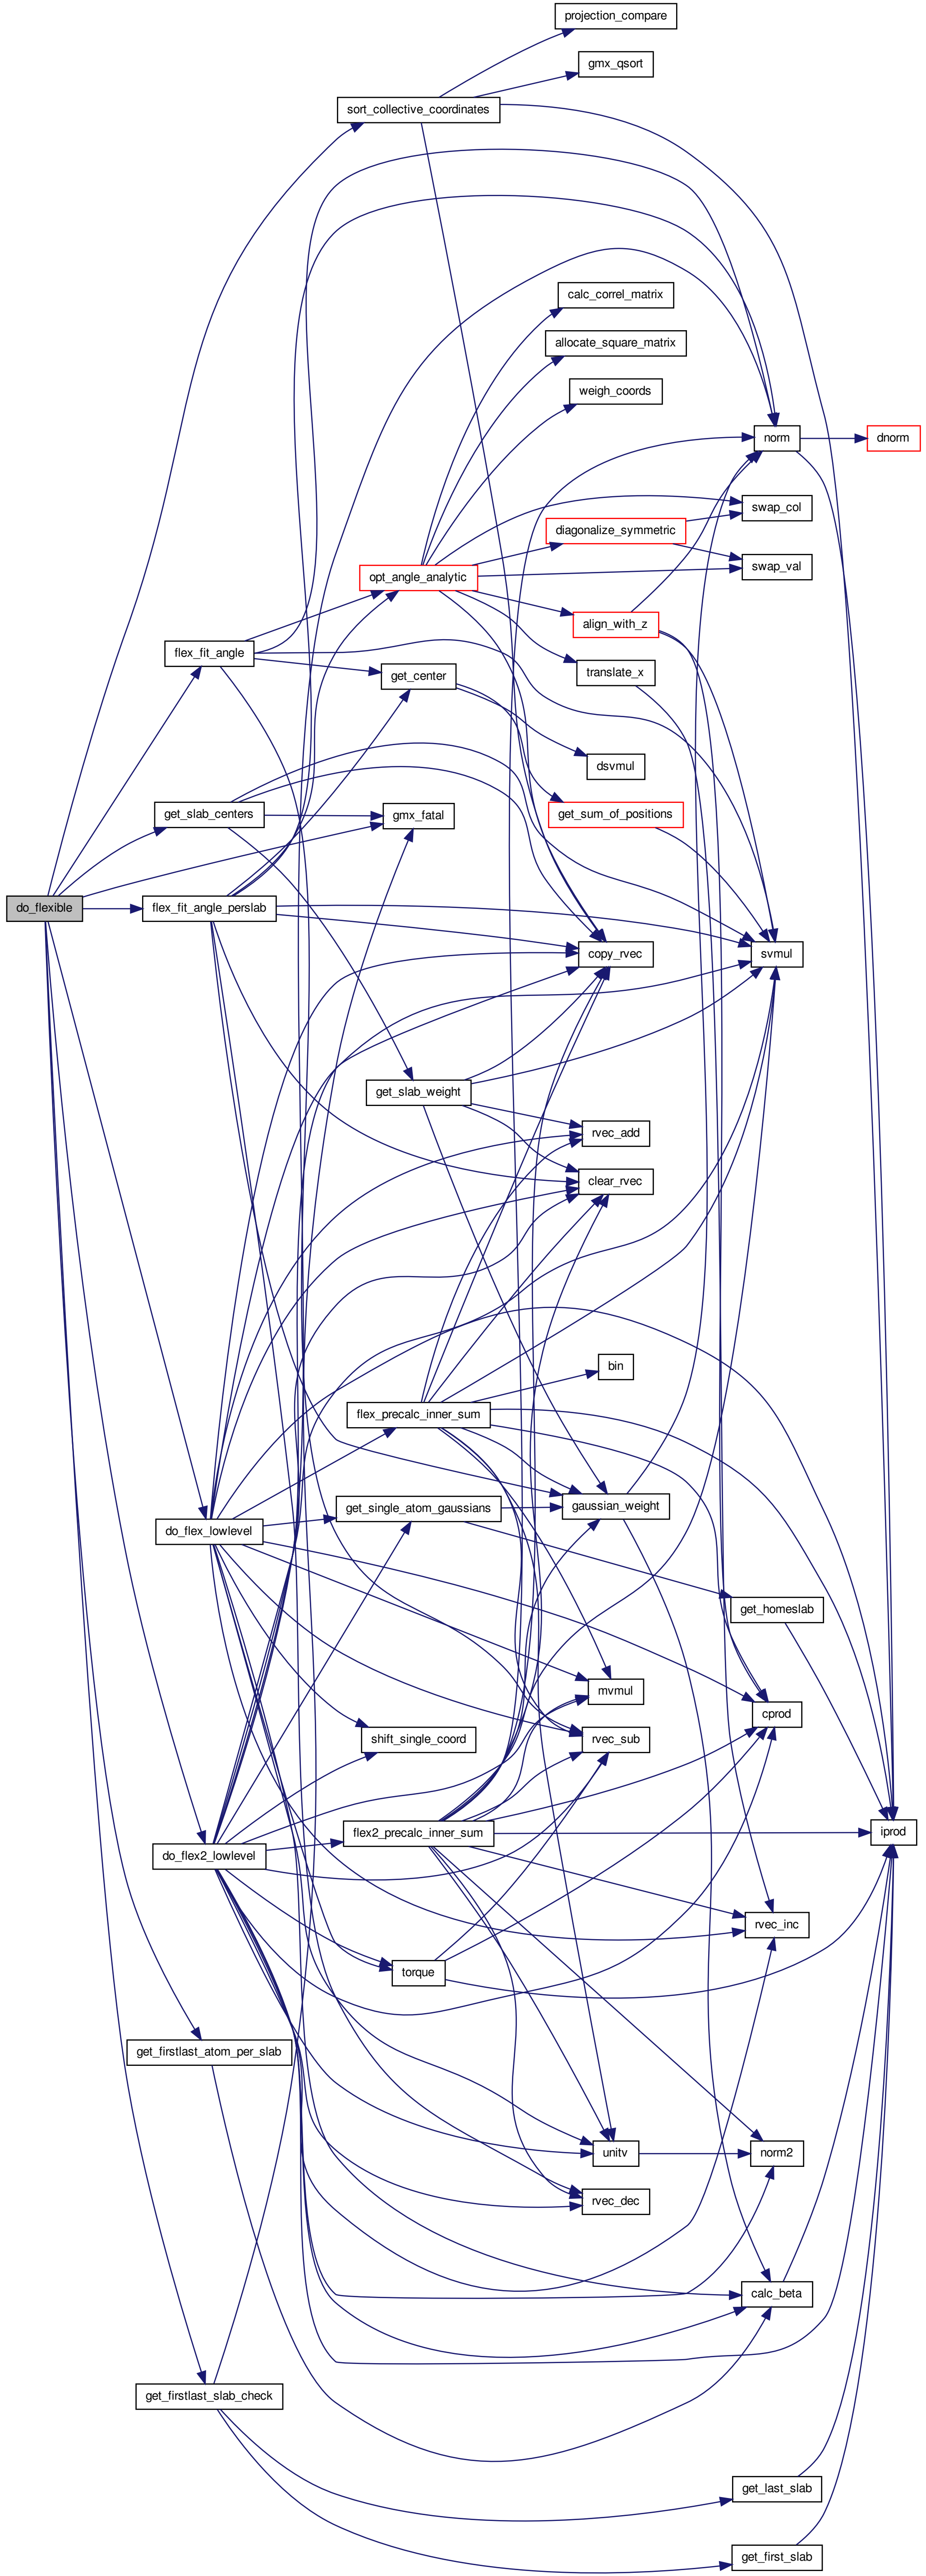 projection_compare
gmx_qsort
sort_collective_coordinates
calc_correl_matrix
allocate_square_matrix
weigh_coords
norm
dnorm
swap_col
diagonalize_symmetric
swap_val
opt_angle_analytic
align_with_z
flex_fit_angle
translate_x
get_center
dsvmul
get_slab_centers
gmx_fatal
get_sum_of_positions
do_flexible
flex_fit_angle_perslab
copy_rvec
svmul
get_slab_weight
rvec_add
clear_rvec
bin
flex_precalc_inner_sum
get_single_atom_gaussians
gaussian_weight
do_flex_lowlevel
get_homeslab
mvmul
cprod
shift_single_coord
rvec_sub
flex2_precalc_inner_sum
iprod
do_flex2_lowlevel
rvec_inc
torque
get_firstlast_atom_per_slab
unitv
norm2
rvec_dec
calc_beta
get_firstlast_slab_check
get_last_slab
get_first_slab